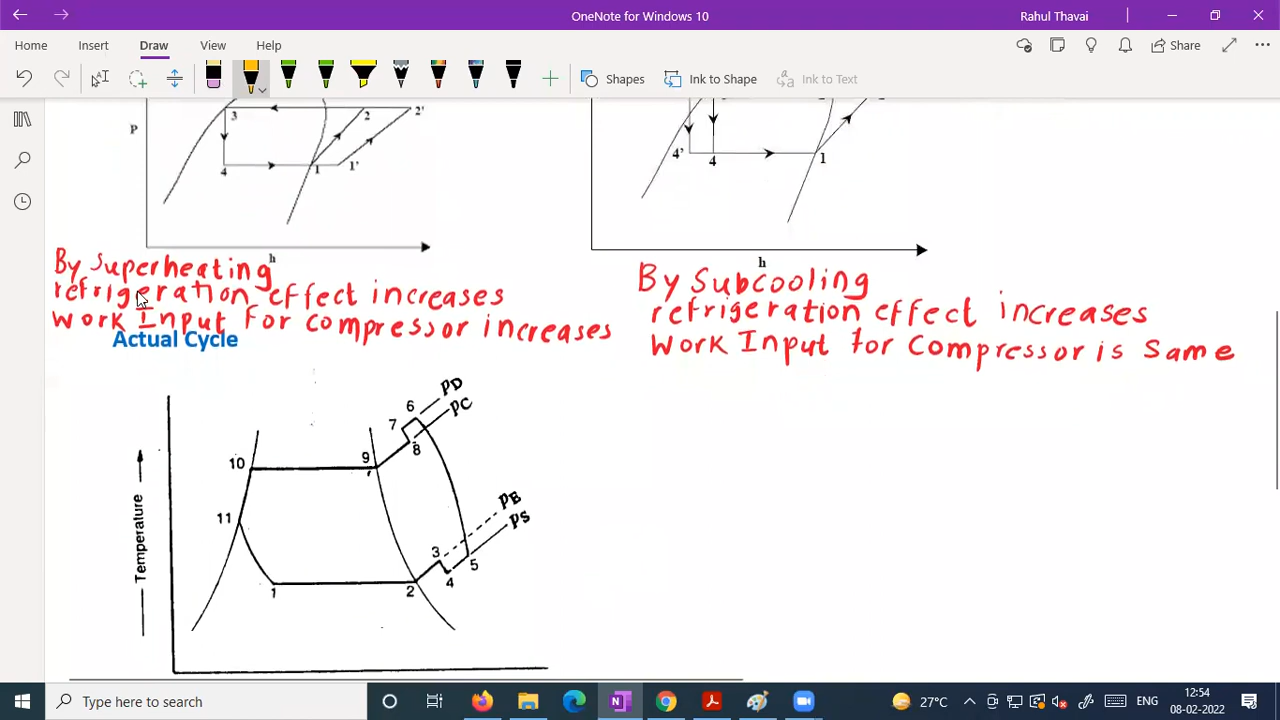 OneNote for Windows 10
Rahul Thavai
Home Insert Draw View Help
Share
Shapes
Ink to Shape
Ink to Text
P
3 2 2'
4 1 1'
h
4' 4 1
h
By Superheating
refrigeration effect increases
Work Input for compressor increases
By Subcooling
refrigeration effect increases
Work Input for Compressor is Same
Actual Cycle
Temperature
PD
PC
6
7
8
9
10
11
PE
PS
3
4
5
1
2
Type here to search
27°C
ENG
12:54
08-02-2022